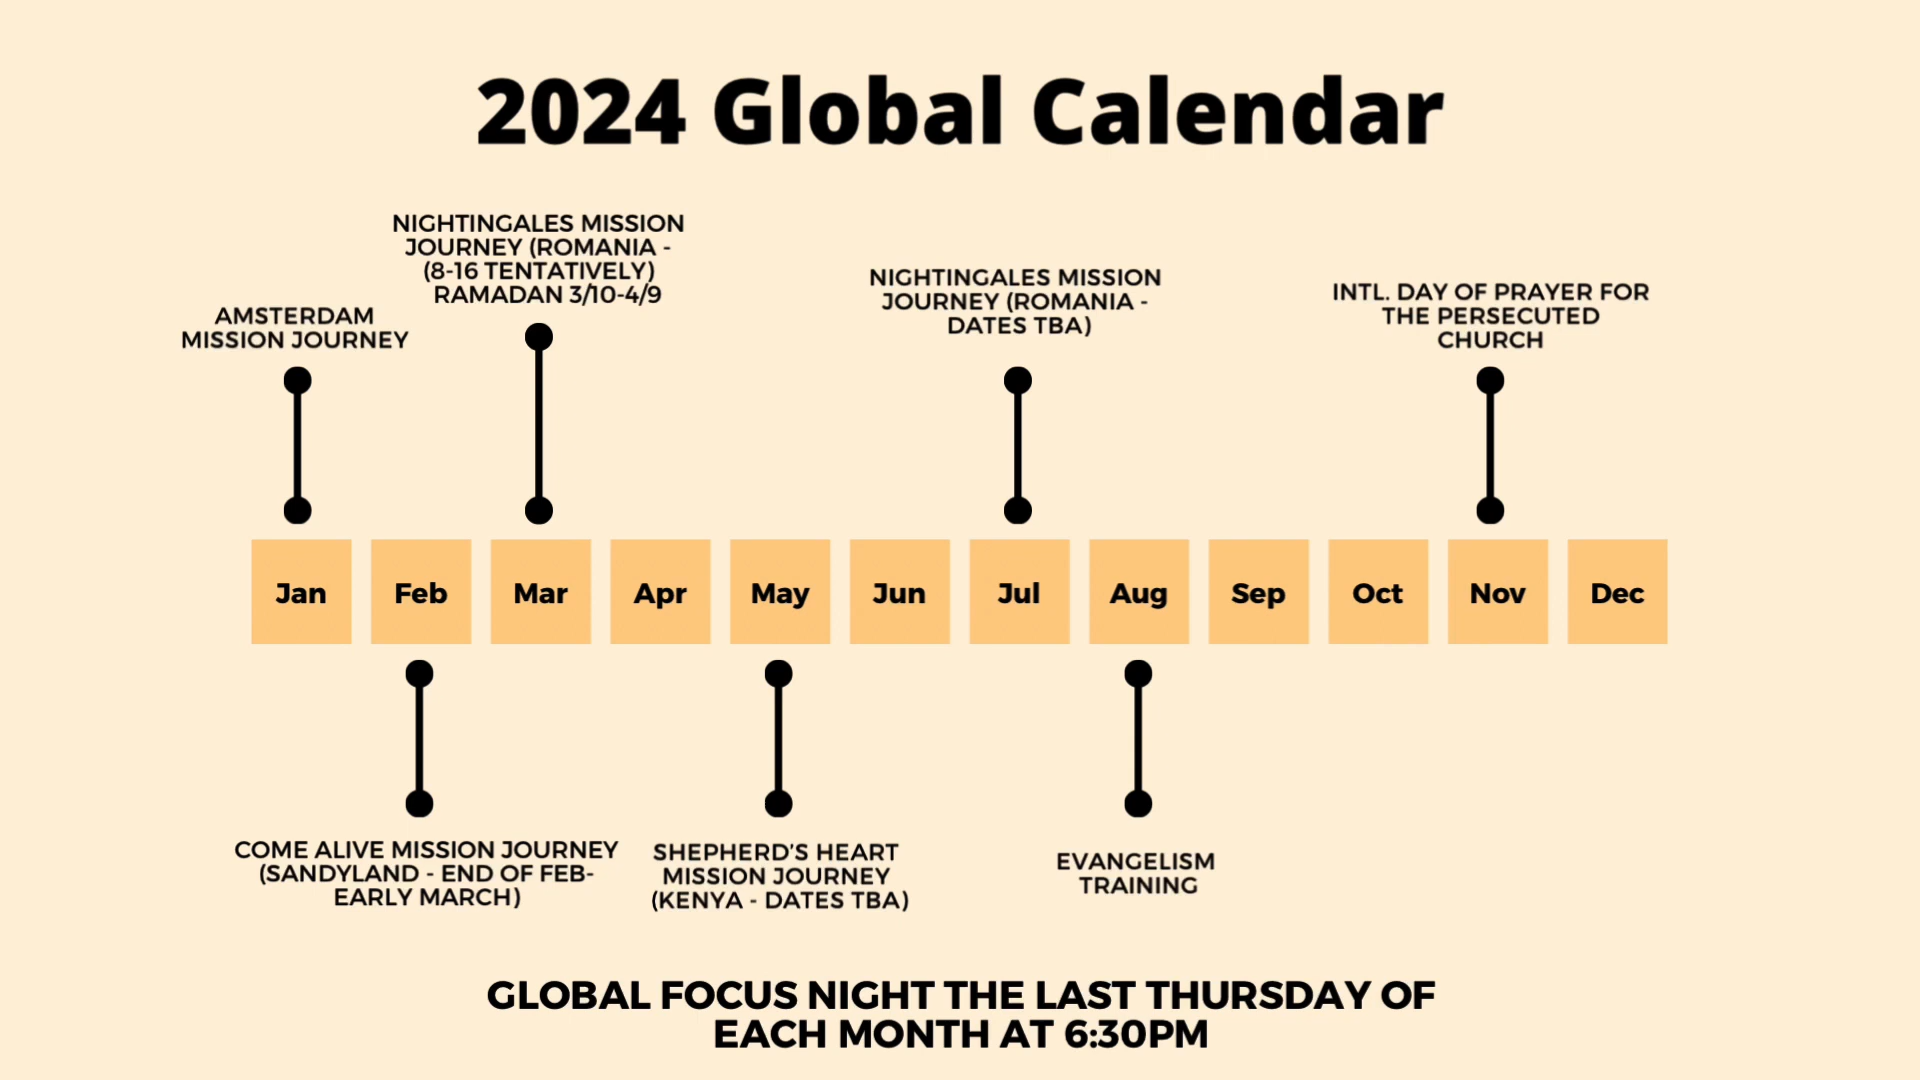 2024 Global Calendar
NIGHTINGALES MISSION
JOURNEY (ROMANIA -
(8-16 TENTATIVELY)
RAMADAN 3/10-4/9
AMSTERDAM
MISSION JOURNEY
NIGHTINGALES MISSION
JOURNEY (ROMANIA -
DATES TBA)
INTL. DAY OF PRAYER FOR
THE PERSECUTED
CHURCH
Jan Feb Mar Apr May Jun Jul Aug Sep Oct Nov Dec
COME ALIVE MISSION JOURNEY
(SANDYLAND - END OF FEB-
EARLY MARCH)
SHEPHERD'S HEART
MISSION JOURNEY
(KENYA - DATES TBA)
EVANGELISM
TRAINING
GLOBAL FOCUS NIGHT THE LAST THURSDAY OF
EACH MONTH AT 6:30PM